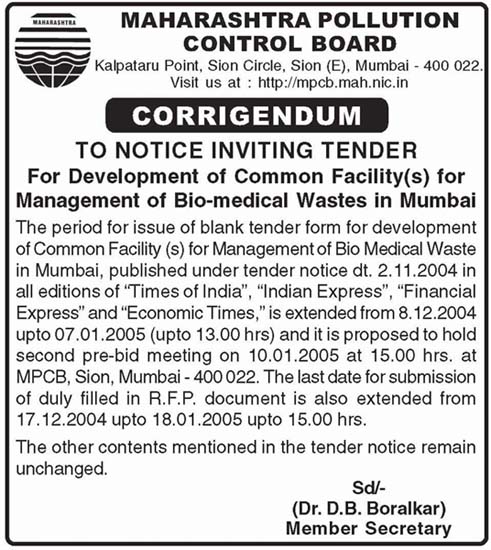 MAHARASHTRA
MAHARASHTRA POLLUTION
CONTROL BOARD
Kalpataru Point, Sion Circle, Sion (E), Mumbai - 400 022.
Visit us at : http://mpcb.mah.nic.in
CORRIGENDUM
TO NOTICE INVITING TENDER
For Development of Common Facility(s) for
Management of Bio-medical Wastes in Mumbai
The period for issue of blank tender form for development
of Common Facility (s) for Management of Bio Medical Waste
in Mumbai, published under tender notice dt. 2.11.2004 in
all editions of “Times of India”, “Indian Express”, “Financial
Express” and “Economic Times,” is extended from 8.12.2004
upto 07.01.2005 (upto 13.00 hrs) and it is proposed to hold
second pre-bid meeting on 10.01.2005 at 15.00 hrs. at
MPCB, Sion, Mumbai - 400 022. The last date for submission
of duly filled in R.F.P. document is also extended from
17.12.2004 upto 18.01.2005 upto 15.00 hrs.
The other contents mentioned in the tender notice remain
unchanged.
Sd/-
(Dr. D.B. Boralkar)
Member Secretary